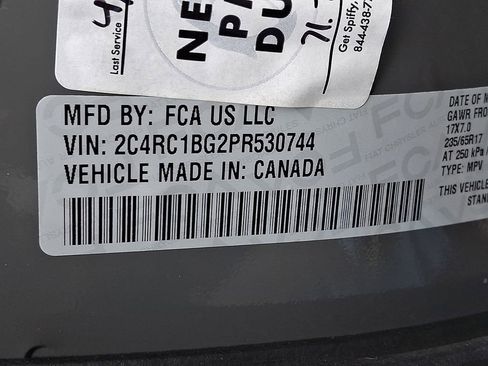 Last Service
NE
P
DU
Get Spiffy,
844-438-7
MFD BY: FCA US LLC
VIN: 2C4RC1BG2PR530744
VEHICLE MADE IN: CANADA
DATE OF M
GAWR FRO
17X7.0
235/65R17
AT 250 kPa
TYPE: MPV
THIS VEHICLE
STAN